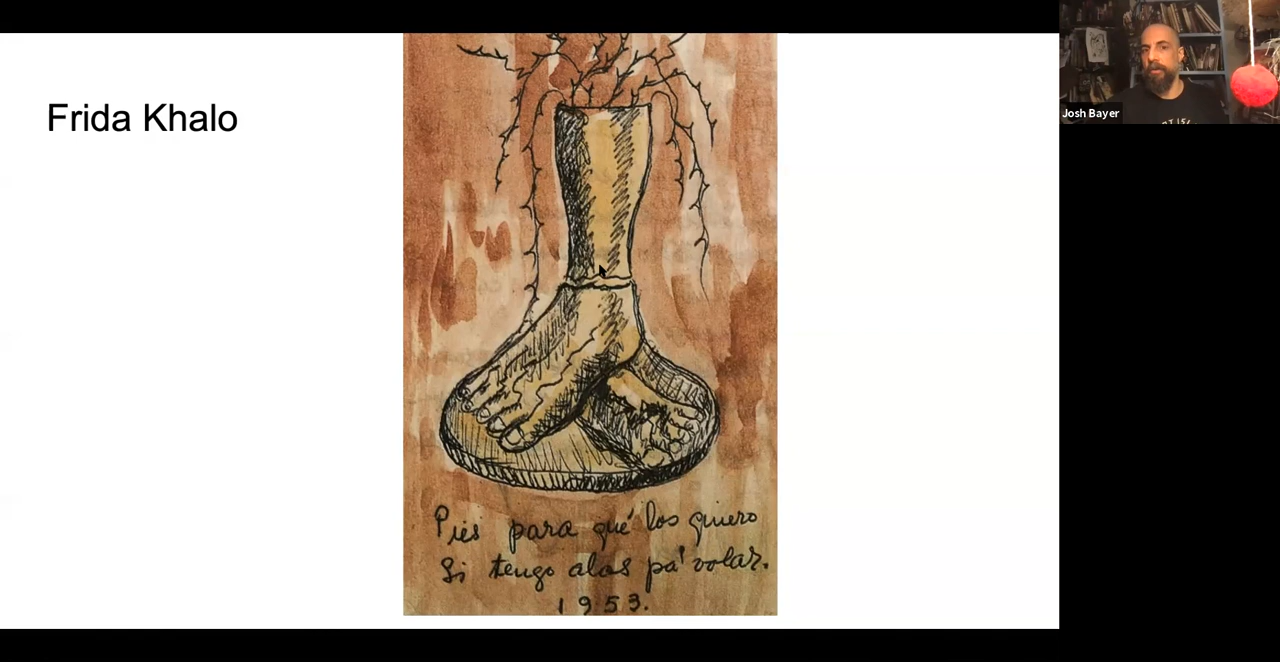 Frida Khalo
Josh Bayer
Pies para qué los quiero
Si tengo alas pa' volar.
1953.